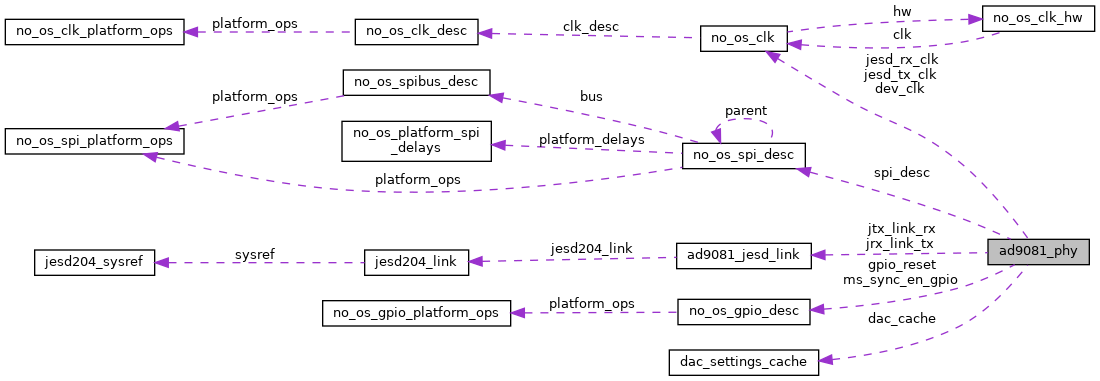 no_os_clk_platform_ops
platform_ops
no_os_clk_desc
clk_desc
no_os_clk
hw
clk
no_os_clk_hw
jesd_rx_clk
jesd_tx_clk
dev_clk
no_os_spibus_desc
platform_ops
bus
no_os_spi_platform_ops
no_os_platform_spi
_delays
platform_delays
parent
no_os_spi_desc
platform_ops
spi_desc
ad9081_phy
jesd204_sysref
sysref
jesd204_link
jesd204_link
ad9081_jesd_link
jtx_link_rx
jrx_link_tx
gpio_reset
ms_sync_en_gpio
no_os_gpio_platform_ops
platform_ops
no_os_gpio_desc
dac_cache
dac_settings_cache